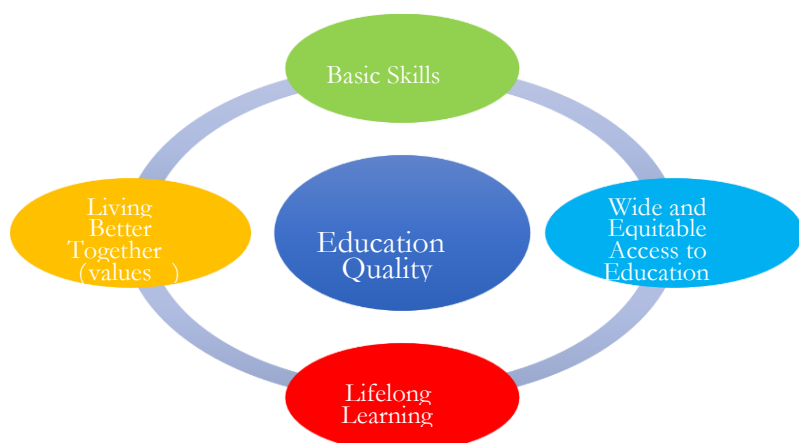 Basic Skills
Living
Better
Together
(values )
Education
Quality
Wide and
Equitable
Access to
Education
Lifelong
Learning